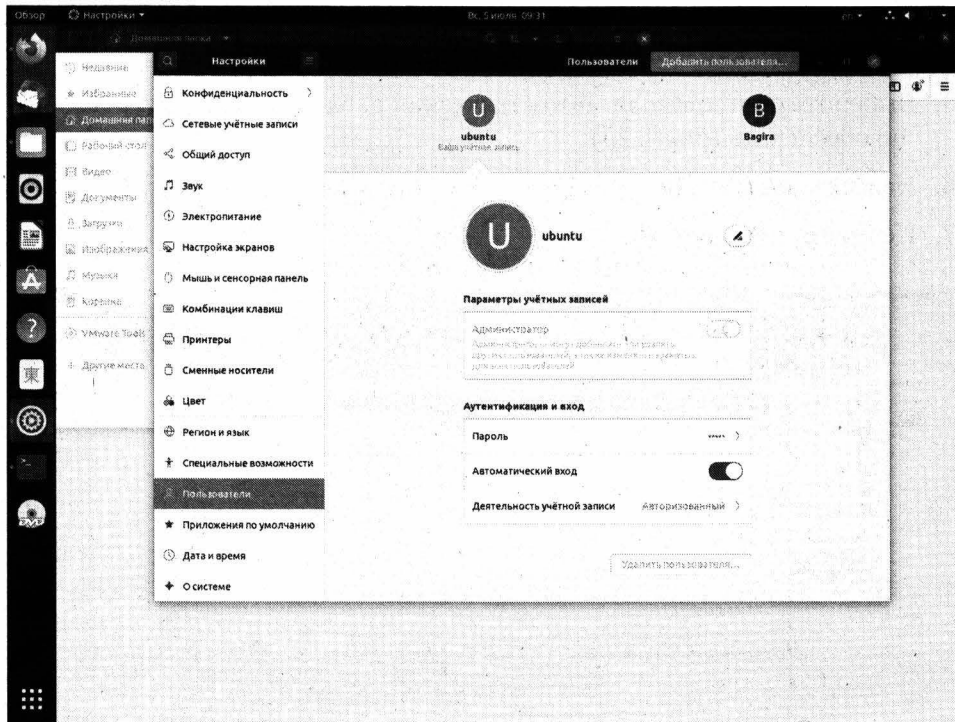 Обзор
Настройки
Вс, 5 июля 09:31
en
Домашняя папка
Настройки
Пользователи
Добавить пользователя...
Недавние
Избранные
Домашняя пап
Рабочий стол
Видео
Документы
Загрузки
Изображения
Музыка
Корзина
VMware Tools
Другие места
Конфиденциальность
Сетевые учётные записи
Общий доступ
Звук
Электропитание
Настройка экранов
Мышь и сенсорная панель
Комбинации клавиш
Принтеры
Сменные носители
Цвет
Регион и язык
Специальные возможности
Пользователи
Приложения по умолчанию
Дата и время
О системе
U
ubuntu
Ваша учётная запись
B
Bagira
U
ubuntu
Параметры учётных записей
Администратор
Аутентификация и вход
Пароль
Автоматический вход
Деятельность учётной записи
Авторизованный
Удалить пользователя...
DVD